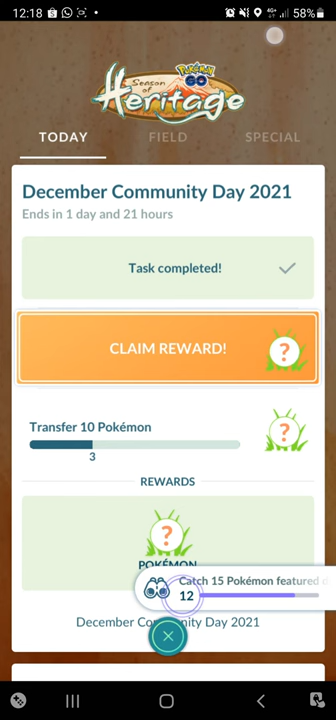 12:18
4G+
58%
POKÉMON
GO
Season of
Heritage
TODAY
FIELD
SPECIAL
December Community Day 2021
Ends in 1 day and 21 hours
Task completed!
CLAIM REWARD!
?
Transfer 10 Pokémon
?
3
REWARDS
?
POKÉMON
Catch 15 Pokémon featured
12
December Community Day 2021